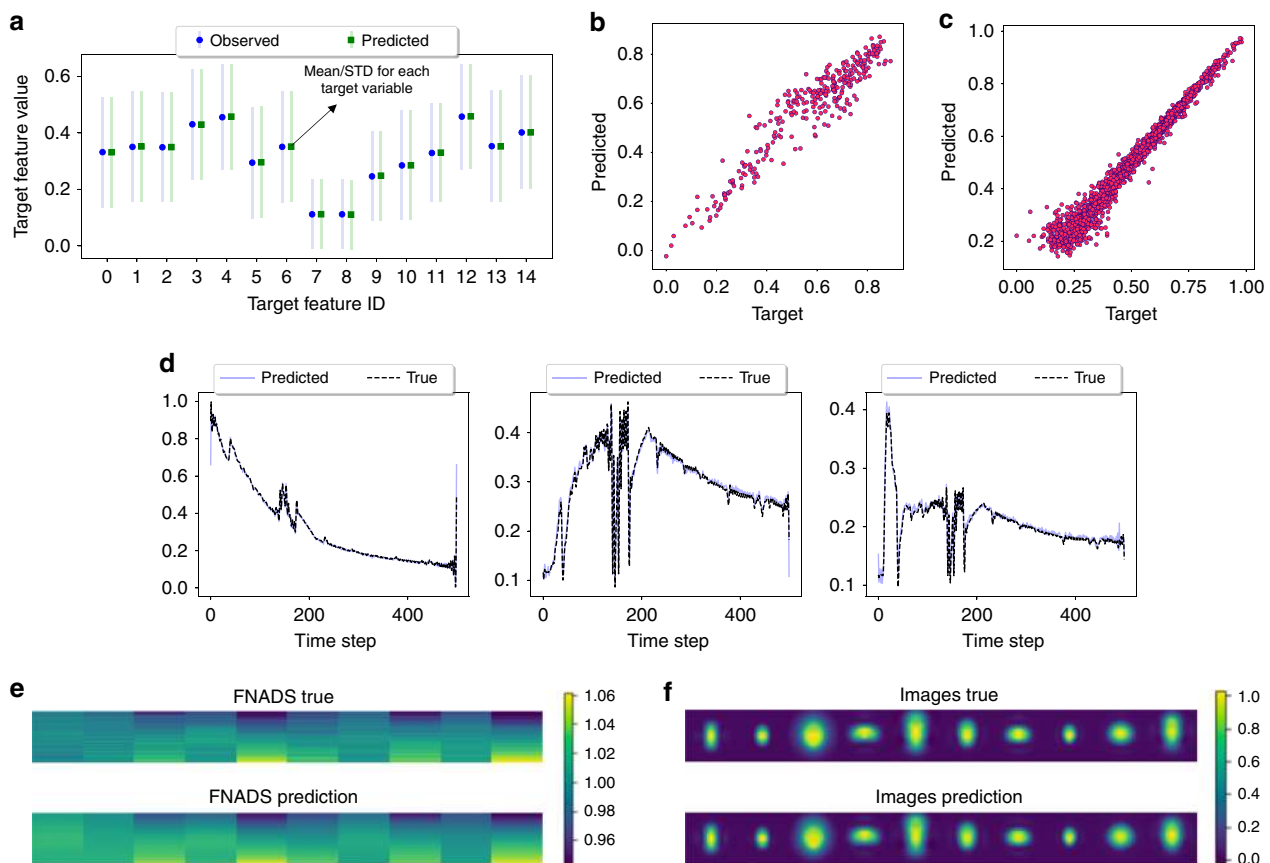 a
Observed Predicted
Mean/STD for each
target variable
Target feature value
0.6
0.4
0.2
0.0
0 1 2 3 4 5 6 7 8 9 10 11 12 13 14
Target feature ID
b
Predicted
0.8
0.6
0.4
0.2
0.0
0.0 0.2 0.4 0.6 0.8
Target
c
Predicted
1.0
0.8
0.6
0.4
0.2
0.00 0.25 0.50 0.75 1.00
Target
d
Predicted True
1.0
0.8
0.6
0.4
0.2
0.0
0 200 400
Time step
Predicted True
0.4
0.3
0.2
0.1
0 200 400
Time step
Predicted True
0.4
0.3
0.2
0.1
0 200 400
Time step
e
FNADS true
FNADS prediction
1.06
1.04
1.02
1.00
0.98
0.96
f
Images true
Images prediction
1.0
0.8
0.6
0.4
0.2
0.0